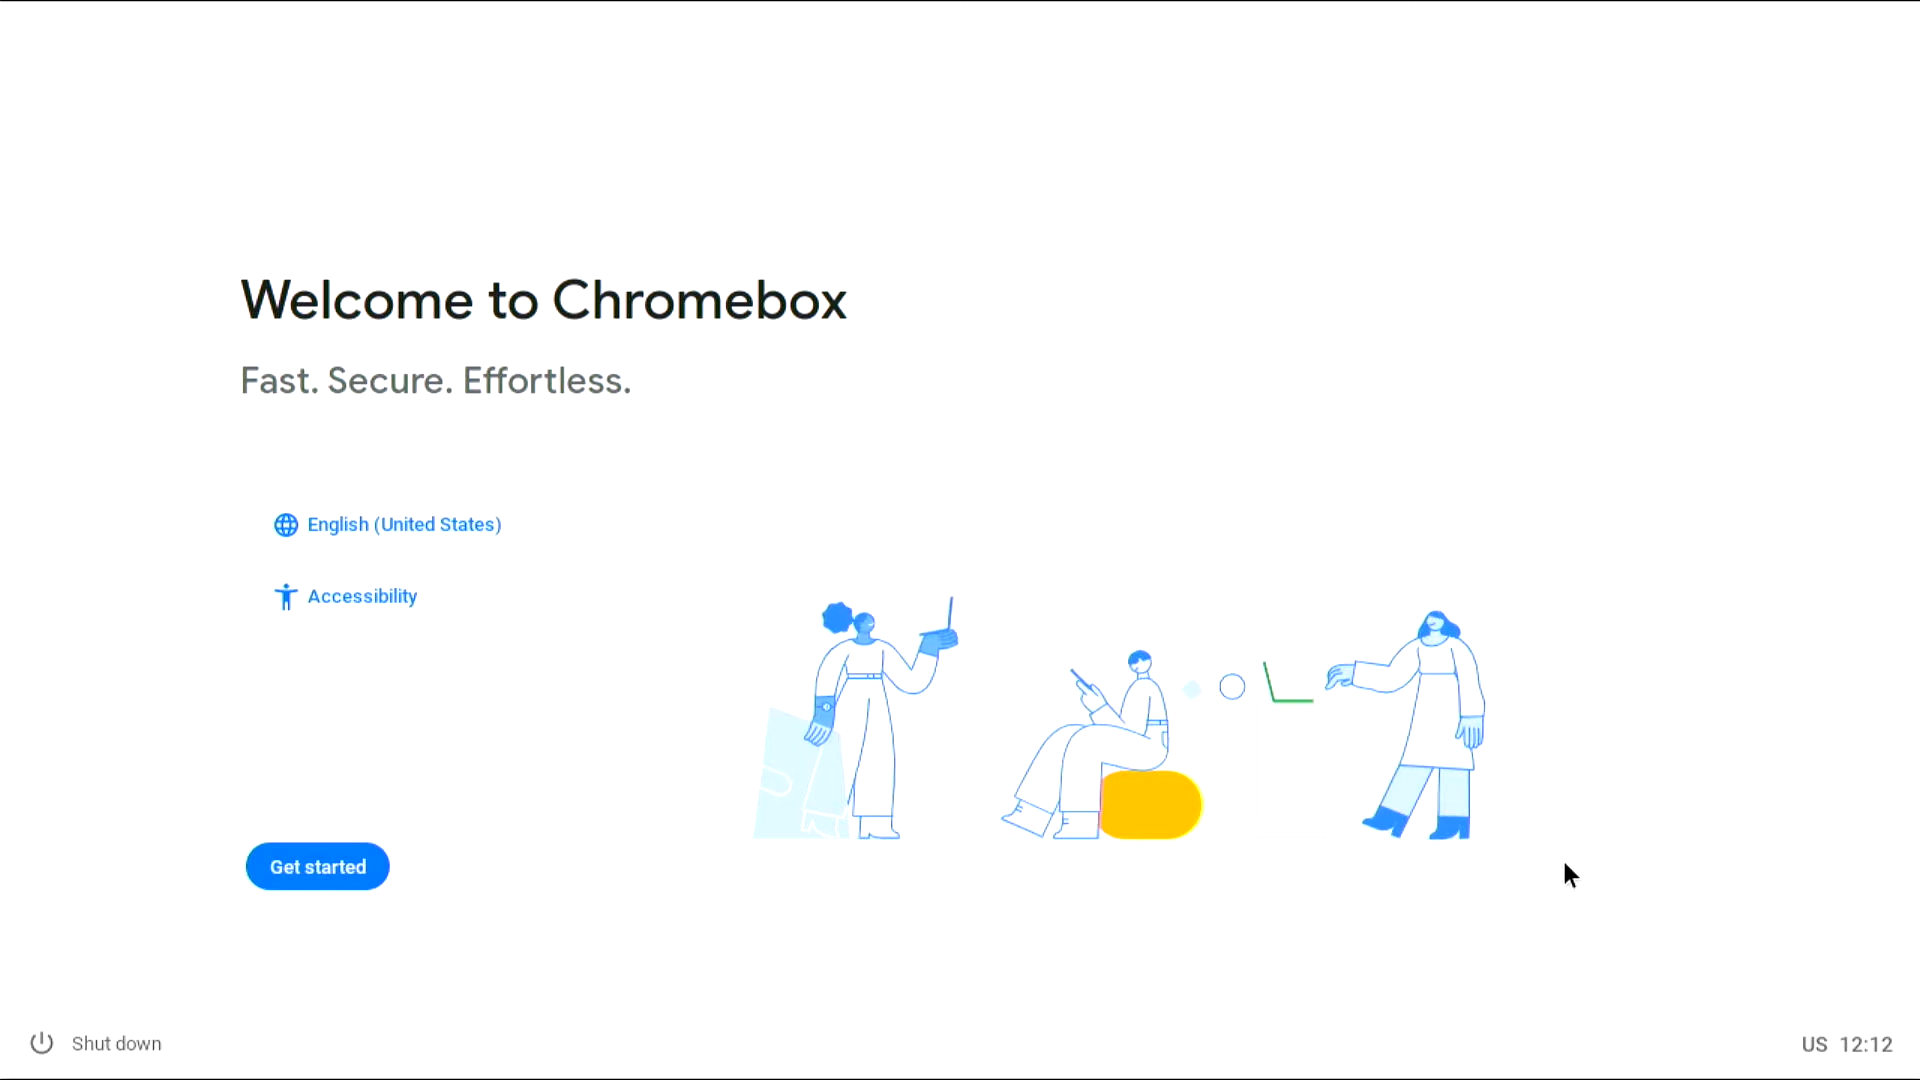 Welcome to Chromebox
Fast. Secure. Effortless.
English (United States)
Accessibility
Get started
Shut down
US 12:12